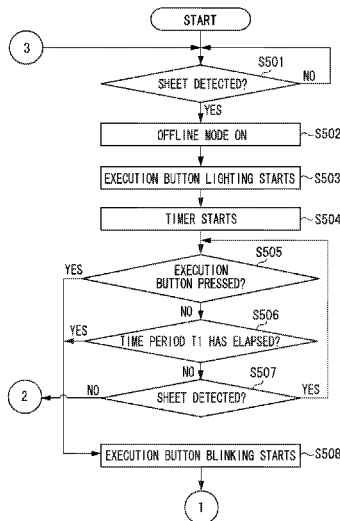 START
3
S501
SHEET DETECTED?
NO
YES
OFFLINE MODE ON
S502
EXECUTION BUTTON LIGHTING STARTS
S503
TIMER STARTS
S504
S505
YES
EXECUTION
BUTTON PRESSED?
NO
S506
YES
TIME PERIOD T1 HAS ELAPSED?
NO
S507
2
NO
SHEET DETECTED?
YES
EXECUTION BUTTON BLINKING STARTS
S508
1